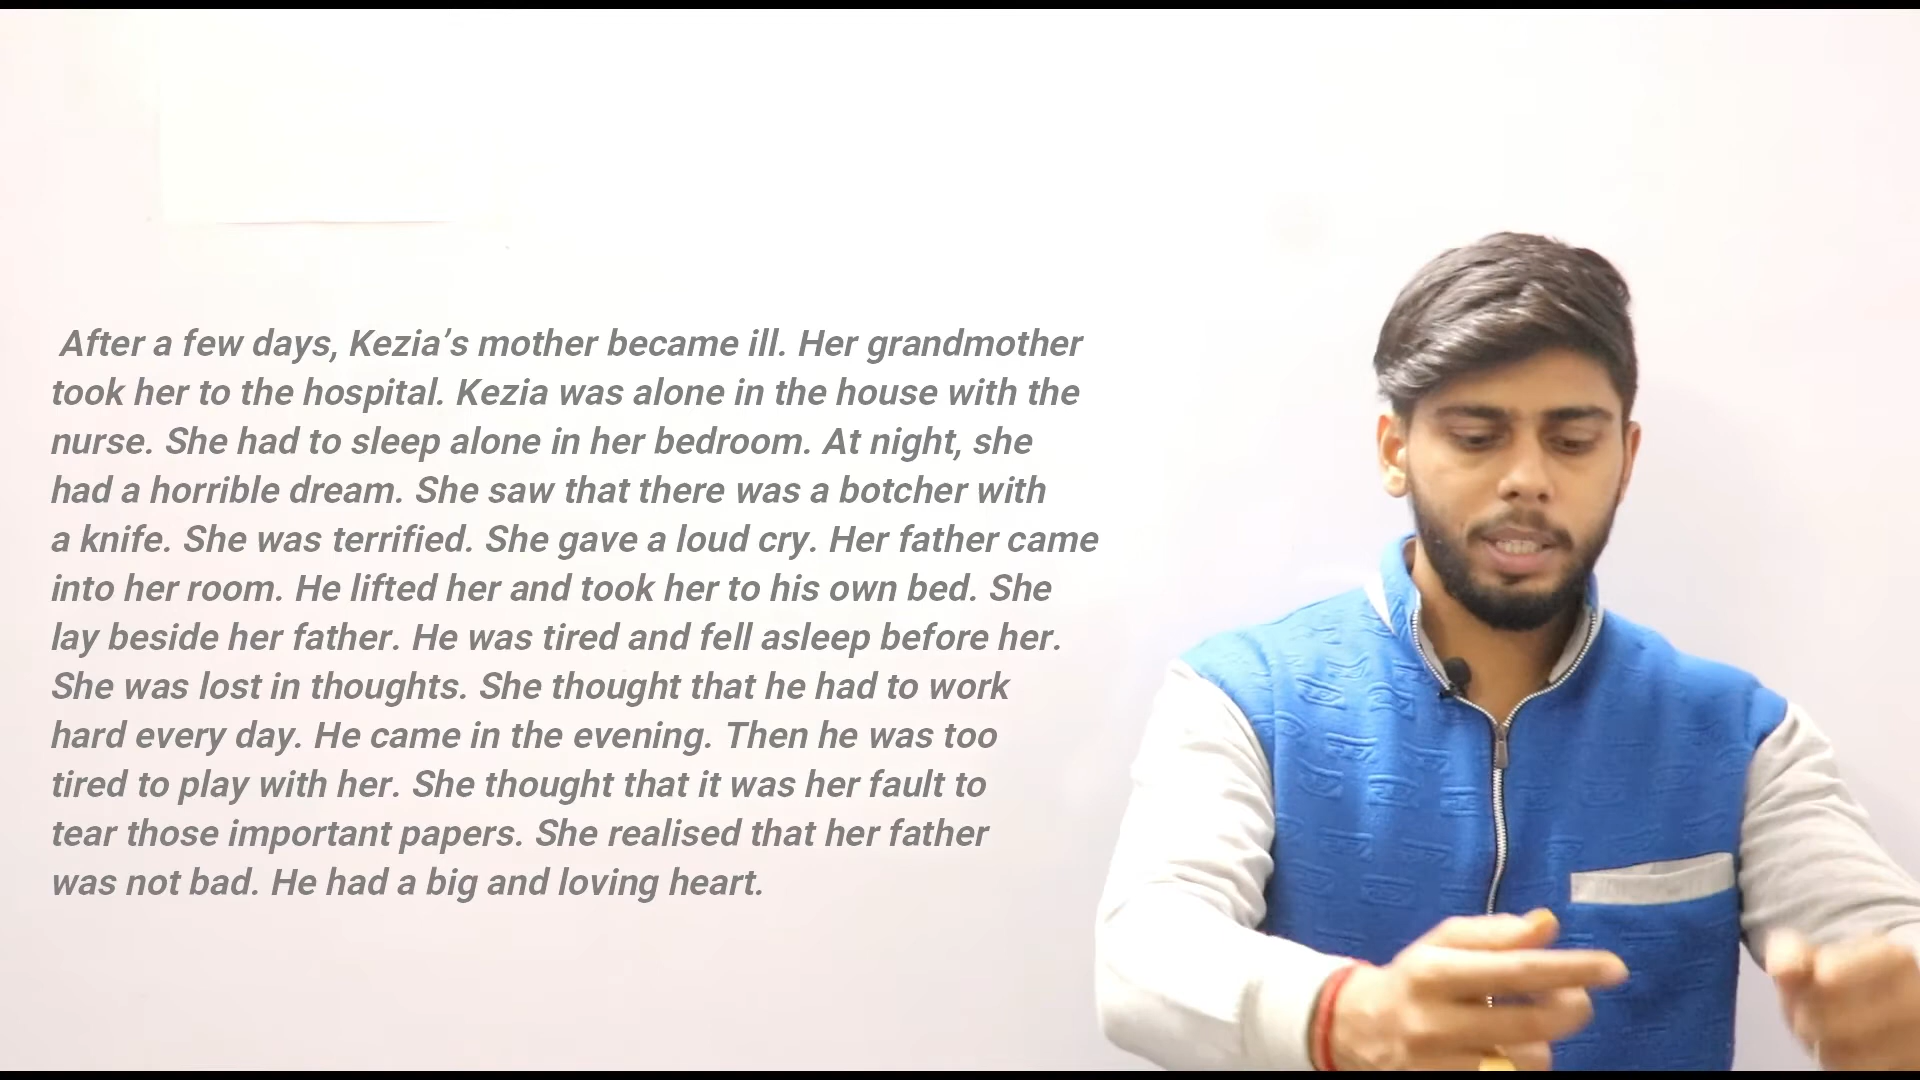 After a few days, Kezia’s mother became ill. Her grandmother
took her to the hospital. Kezia was alone in the house with the
nurse. She had to sleep alone in her bedroom. At night, she
had a horrible dream. She saw that there was a botcher with
a knife. She was terrified. She gave a loud cry. Her father came
into her room. He lifted her and took her to his own bed. She
lay beside her father. He was tired and fell asleep before her.
She was lost in thoughts. She thought that he had to work
hard every day. He came in the evening. Then he was too
tired to play with her. She thought that it was her fault to
tear those important papers. She realised that her father
was not bad. He had a big and loving heart.